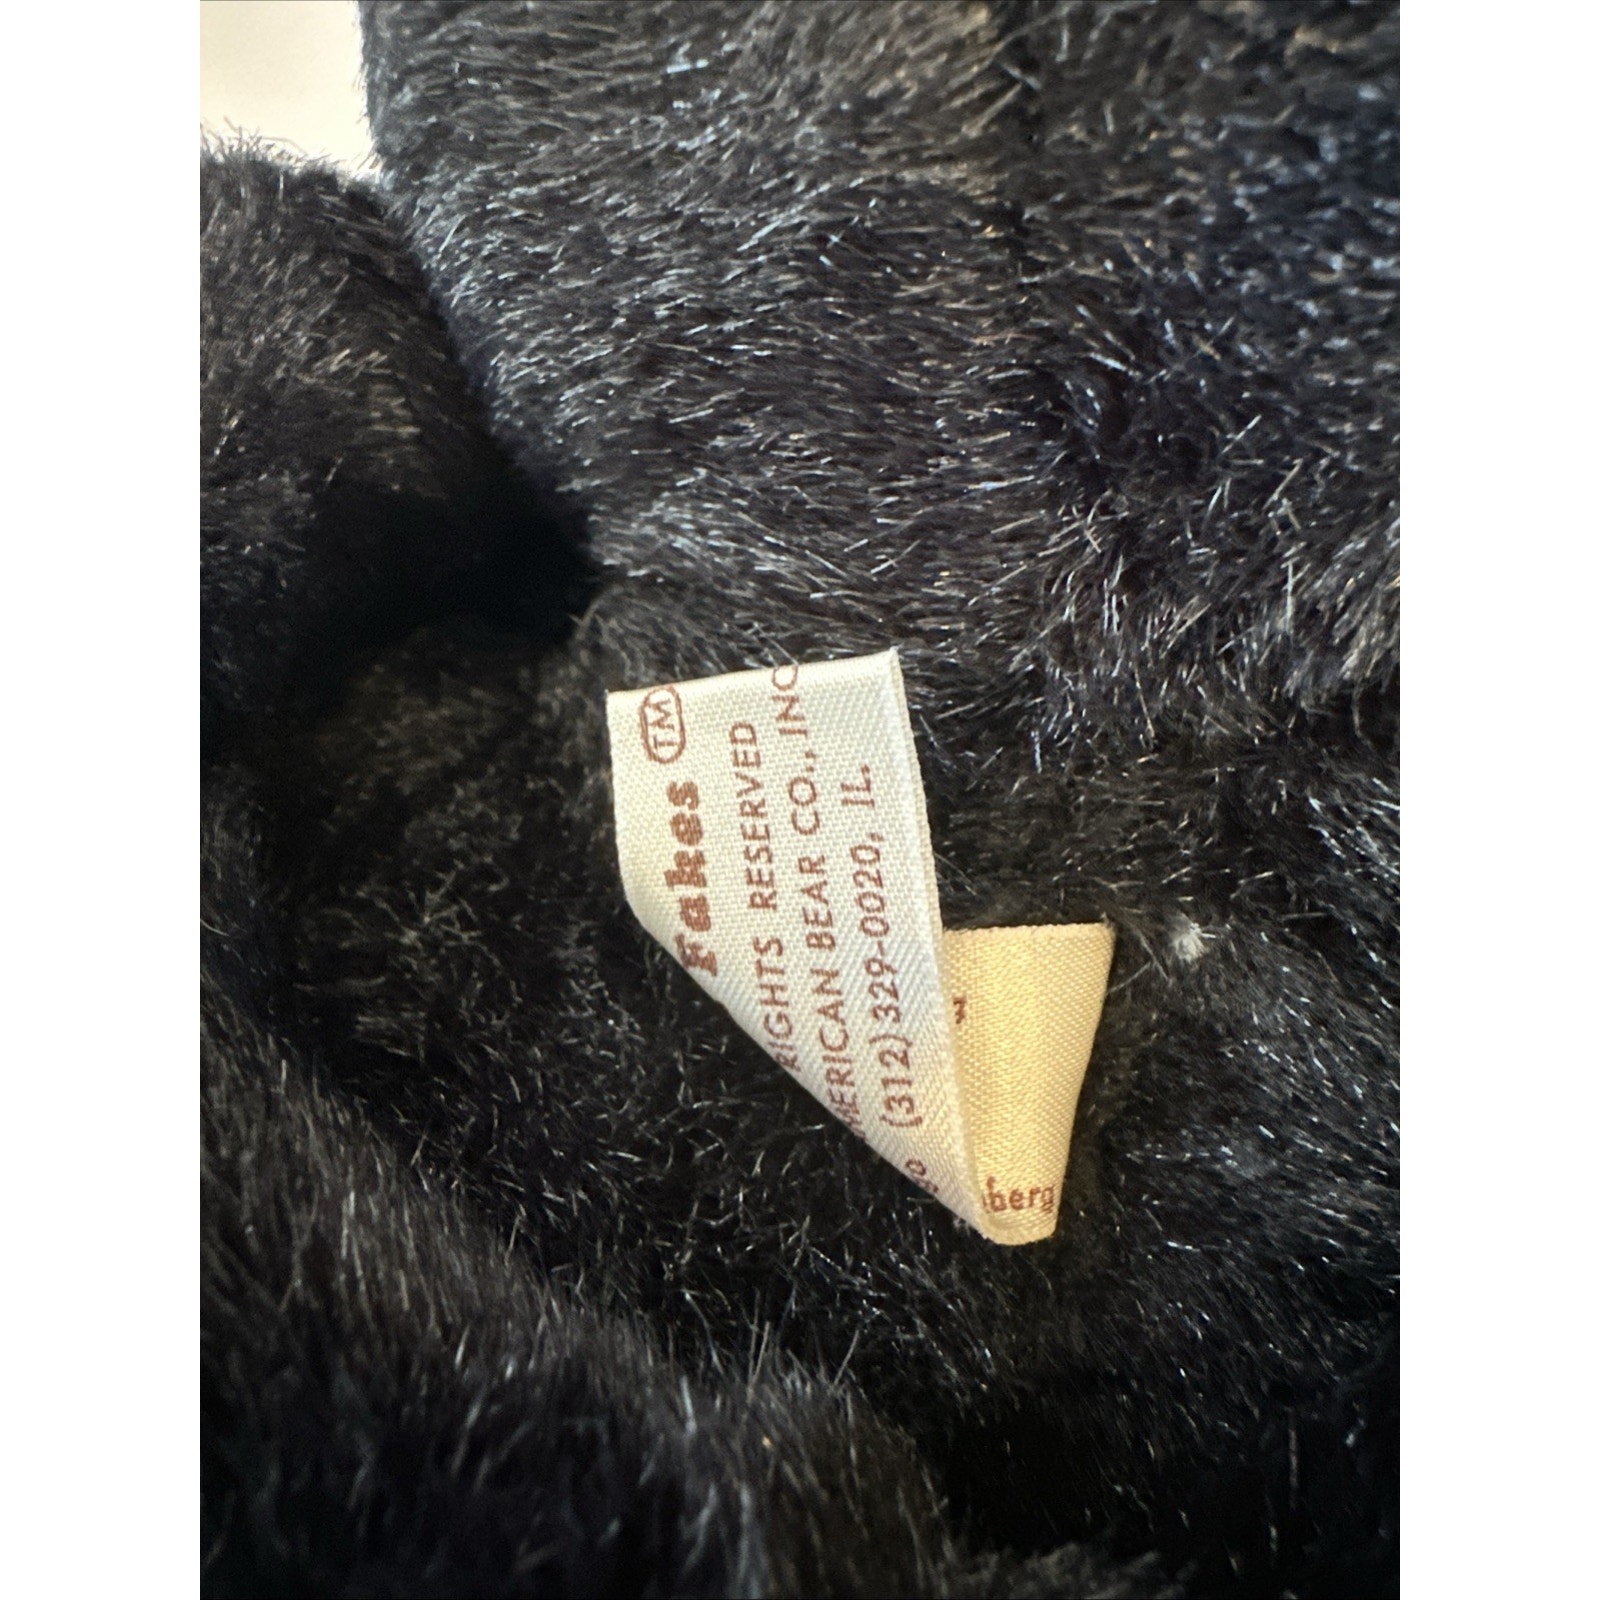 Fakes TM
RIGHTS RESERVED
AMERICAN BEAR CO., INC
(312) 329-0020, IL.
berg